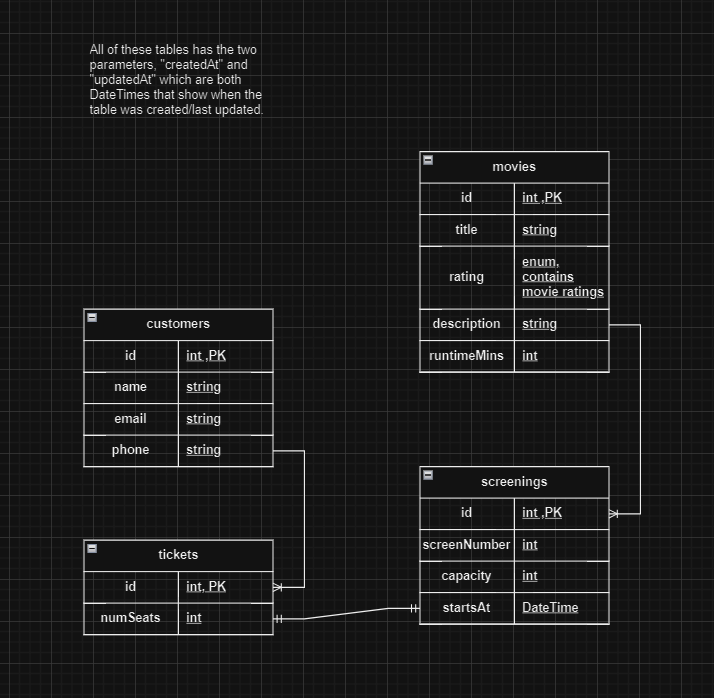 All of these tables has the two
parameters, "createdAt" and
"updatedAt" which are both
DateTimes that show when the
table was created/last updated.
movies
id int ,PK
title string
rating enum,
contains
movie ratings
description string
runtimeMins int
customers
id int ,PK
name string
email string
phone string
screenings
id int ,PK
screenNumber int
capacity int
startsAt DateTime
tickets
id int, PK
numSeats int